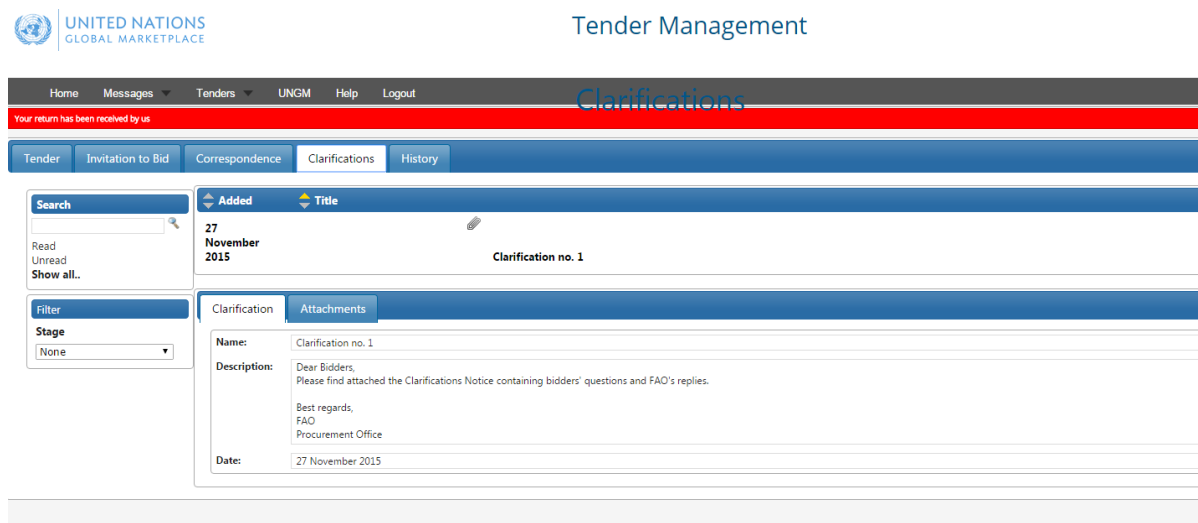 UNITED NATIONS
GLOBAL MARKETPLACE
Tender Management
Home Messages Tenders UNGM Help Logout
Clarifications
Your return has been received by us
Tender Invitation to Bid Correspondence Clarifications History
Search
Read
Unread
Show all..
Filter
Stage
None
Added Title
27
November
2015 Clarification no. 1
Clarification Attachments
Name: Clarification no. 1
Description: Dear Bidders,
Please find attached the Clarifications Notice containing bidders' questions and FAO's replies.
Best regards,
FAO
Procurement Office
Date: 27 November 2015